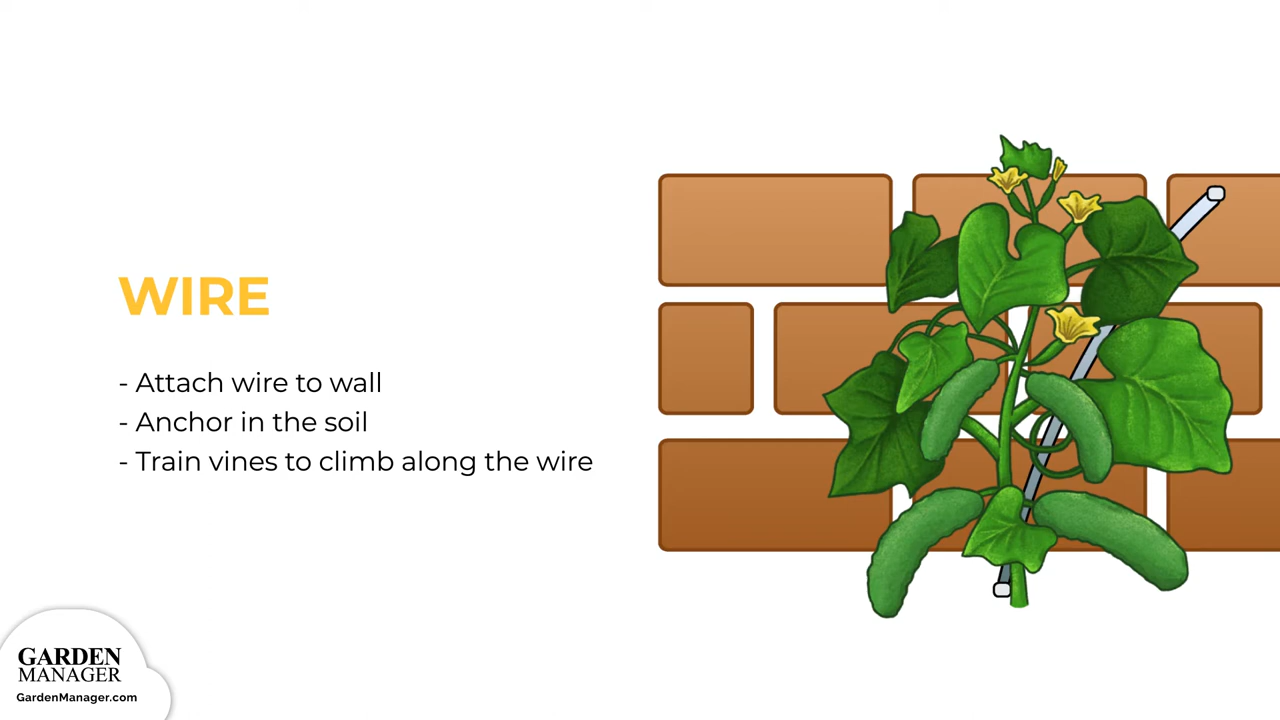 WIRE
- Attach wire to wall
- Anchor in the soil
- Train vines to climb along the wire
GARDEN
MANAGER
GardenManager.com